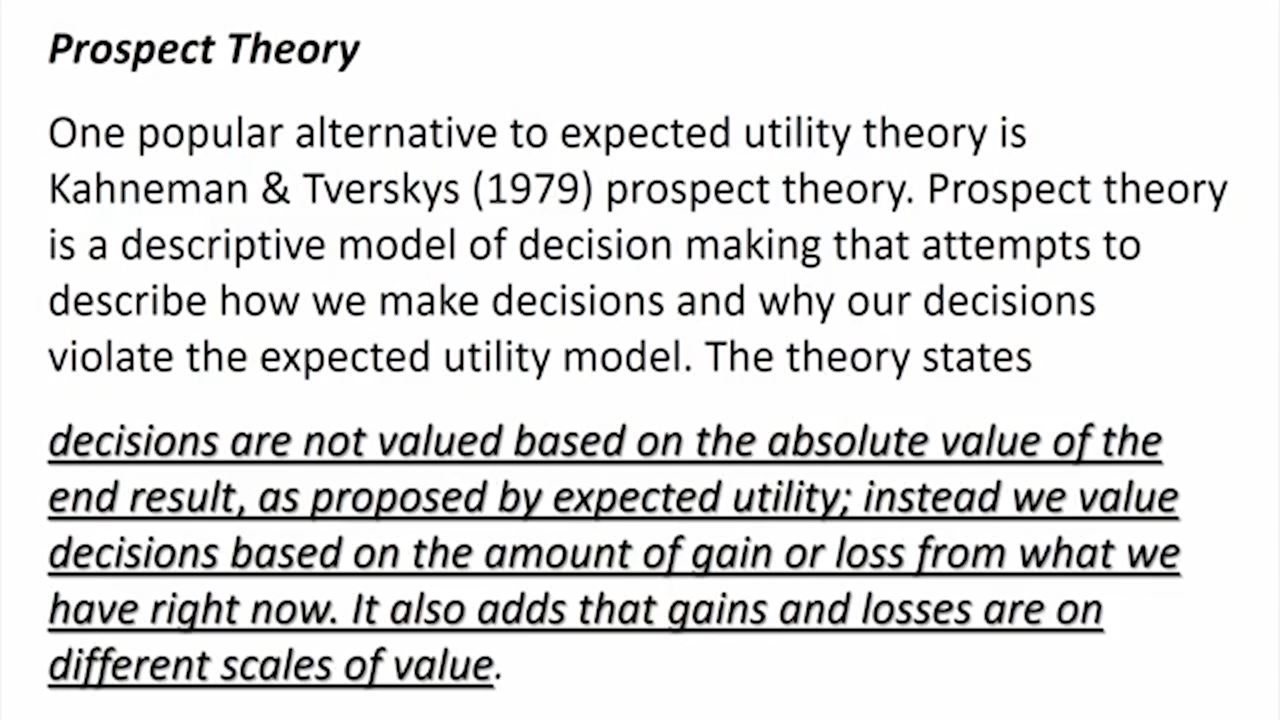 Prospect Theory
One popular alternative to expected utility theory is
Kahneman & Tverskys (1979) prospect theory. Prospect theory
is a descriptive model of decision making that attempts to
describe how we make decisions and why our decisions
violate the expected utility model. The theory states
decisions are not valued based on the absolute value of the
end result, as proposed by expected utility; instead we value
decisions based on the amount of gain or loss from what we
have right now. It also adds that gains and losses are on
different scales of value.